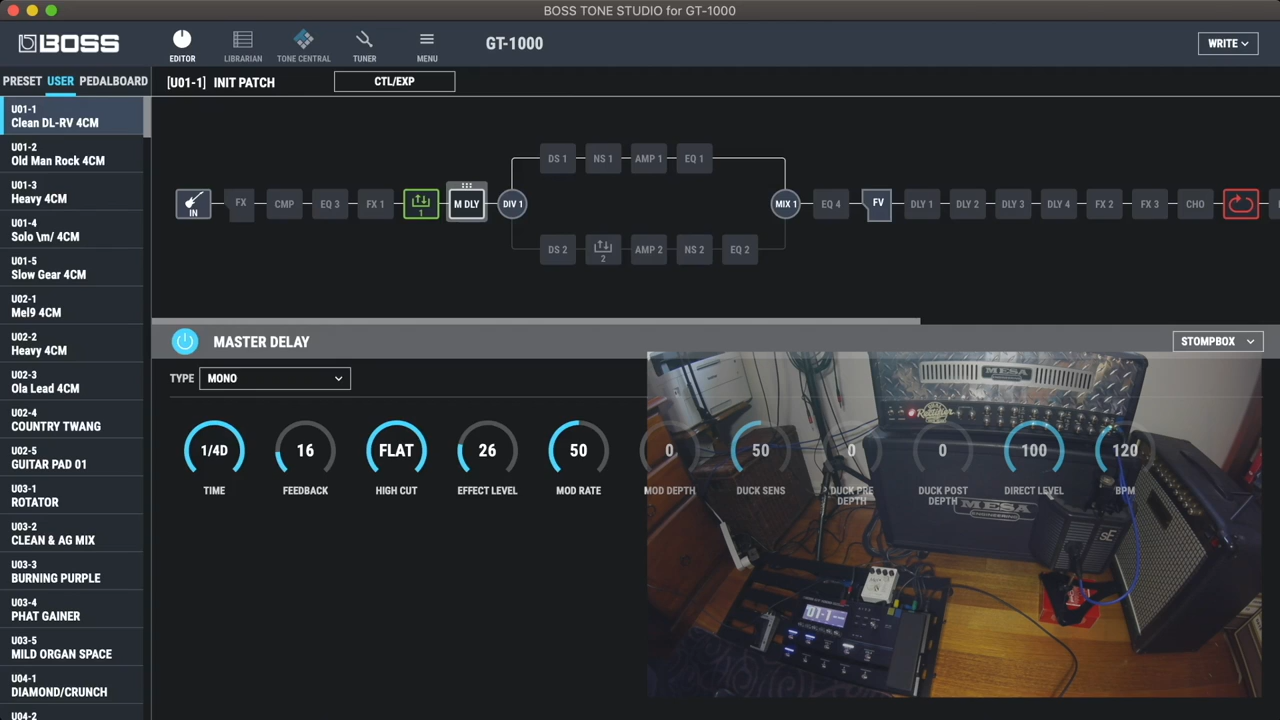 BOSS TONE STUDIO for GT-1000
BOSS
EDITOR
LIBRARIAN
TONE CENTRAL
TUNER
MENU
GT-1000
WRITE
PRESET USER PEDALBOARD
[U01-1] INIT PATCH
CTL/EXP
U01-1
Clean DL-RV 4CM
U01-2
Old Man Rock 4CM
U01-3
Heavy 4CM
U01-4
Solo \m/ 4CM
U01-5
Slow Gear 4CM
U02-1
Mel9 4CM
U02-2
Heavy 4CM
U02-3
Ola Lead 4CM
U02-4
COUNTRY TWANG
U02-5
GUITAR PAD 01
U03-1
ROTATOR
U03-2
CLEAN & AG MIX
U03-3
BURNING PURPLE
U03-4
PHAT GAINER
U03-5
MILD ORGAN SPACE
U04-1
DIAMOND/CRUNCH
U04-2
DS 1 NS 1 AMP 1 EQ 1
IN FX CMP EQ 3 FX 1 1 M DLY DIV 1 MIX 1 EQ 4 FV DLY 1 DLY 2 DLY 3 DLY 4 FX 2 FX 3 CHO
DS 2 2 AMP 2 NS 2 EQ 2
MASTER DELAY
STOMPBOX
TYPE MONO
1/4D 16 FLAT 26 50 0 50 0 0 100 120
TIME FEEDBACK HIGH CUT EFFECT LEVEL MOD RATE MOD DEPTH DUCK SENS DUCK PRE DEPTH DUCK POST DEPTH DIRECT LEVEL BPM
MESA
Rectifier
MESA
U01-1